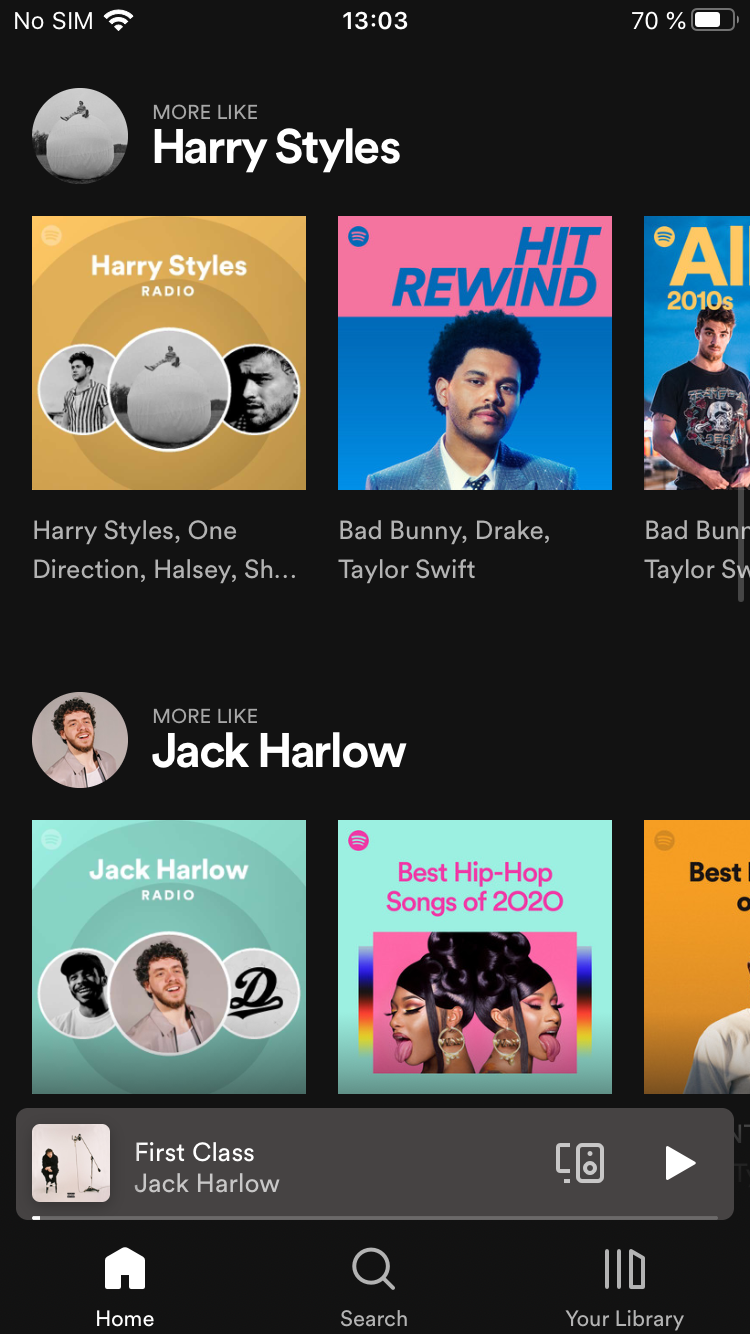 No SIM 13:03 70 %
MORE LIKE
Harry Styles
Harry Styles
RADIO
HIT
REWIND
Al
2010s
Harry Styles, One
Direction, Halsey, Sh...
Bad Bunny, Drake,
Taylor Swift
Bad Bunn
Taylor Sw
MORE LIKE
Jack Harlow
Jack Harlow
RADIO
D
Best Hip-Hop
Songs of 2020
Best
o
First Class
Jack Harlow
Home
Search
Your Library